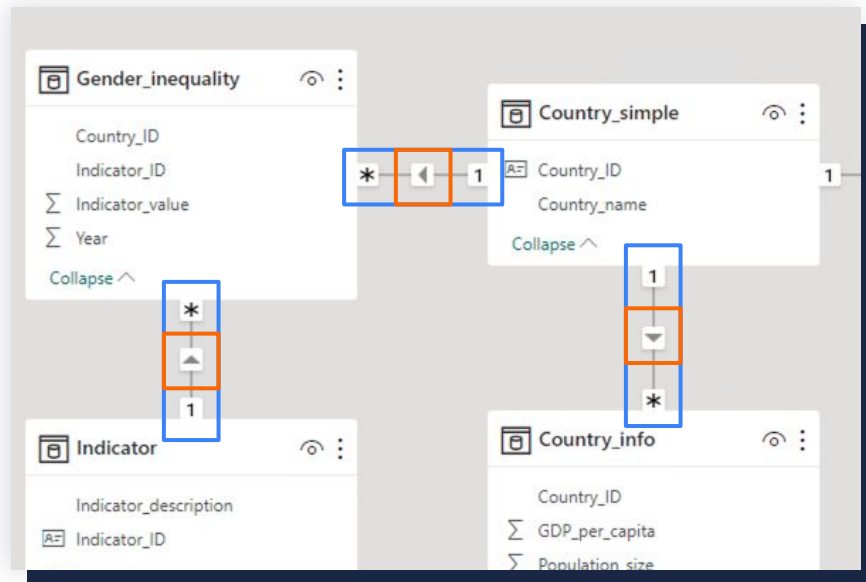 Gender_inequality
Country_ID
Indicator_ID
Σ Indicator_value
Σ Year
Collapse
* 1
Country_simple
Country_ID
Country_name
Collapse
1
*
1
1
*
Indicator
Indicator_description
Indicator_ID
Country_info
Country_ID
Σ GDP_per_capita
Σ Population_size